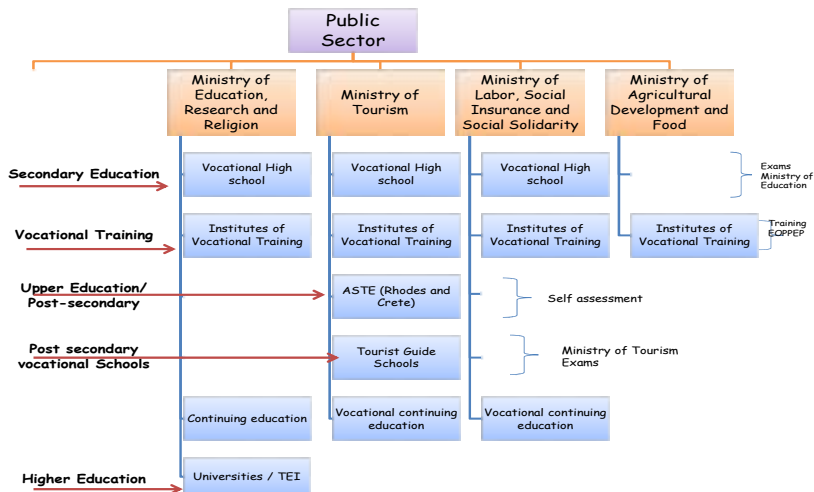 Public
Sector
Ministry of
Education,
Research and
Religion
Ministry of
Tourism
Ministry of
Labor, Social
Insurance and
Social Solidarity
Ministry of
Agricultural
Development and
Food
Secondary Education
Vocational High
school
Vocational High
school
Vocational High
school
Exams
Ministry of
Education
Vocational Training
Institutes of
Vocational Training
Institutes of
Vocational Training
Institutes of
Vocational Training
Institutes of
Vocational Training
Training
EOPPEP
Upper Education/
Post-secondary
ASTE (Rhodes and
Crete)
Self assessment
Post secondary
vocational Schools
Tourist Guide
Schools
Ministry of Tourism
Exams
Continuing education
Vocational continuing
education
Vocational continuing
education
Higher Education
Universities / TEI